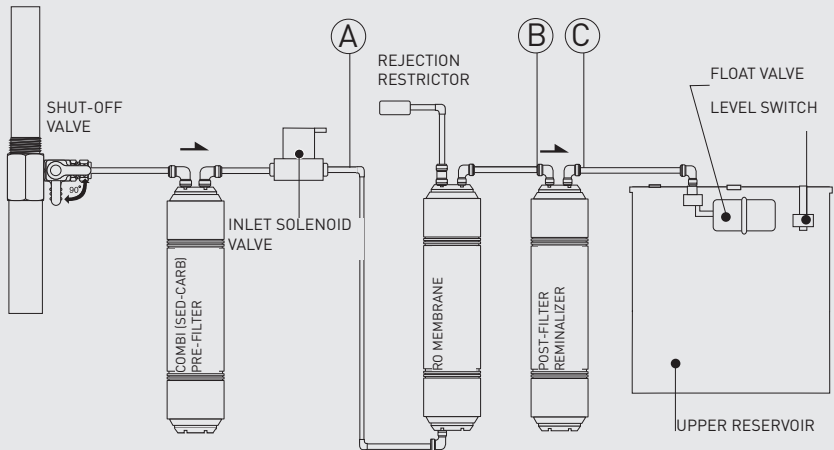 A
B
C
REJECTION
RESTRICTOR
FLOAT VALVE
LEVEL SWITCH
SHUT-OFF
VALVE
90°
INLET SOLENOID
VALVE
COMBI (SED-CARB)
PRE-FILTER
RO MEMBRANE
POST-FILTER
REMINALIZER
UPPER RESERVOIR